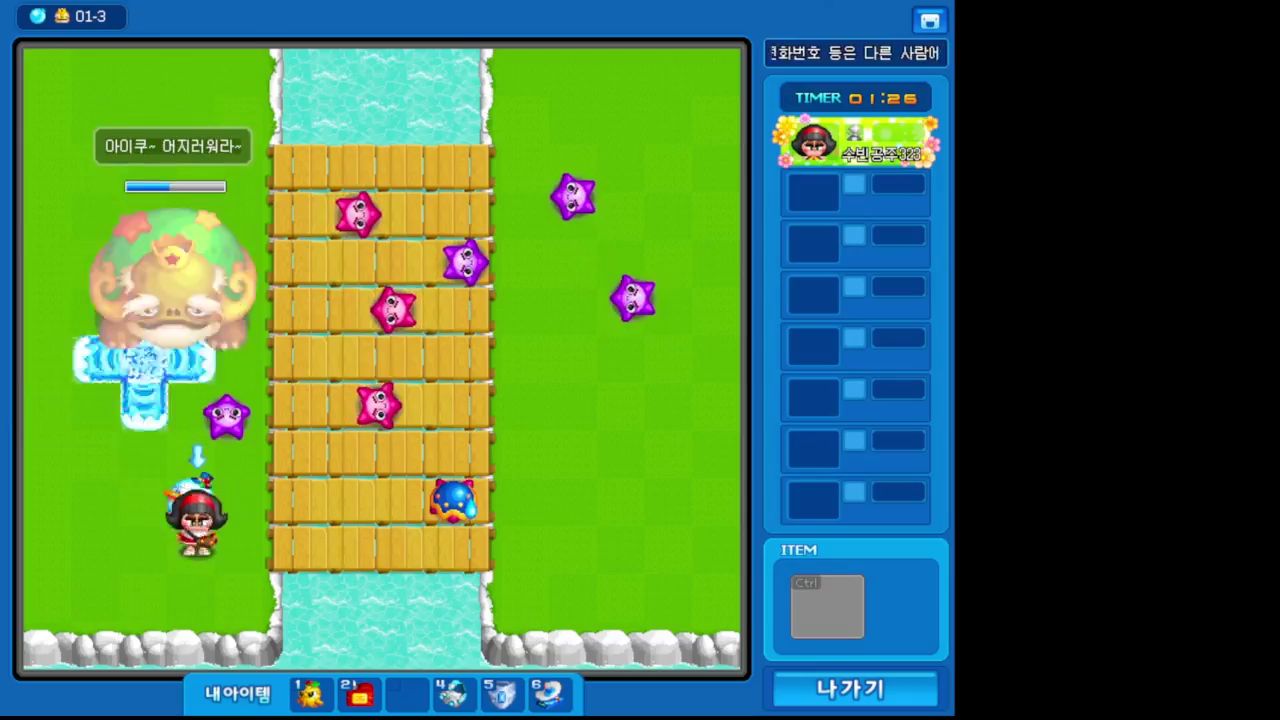 01-3
연화번호 등은 다른 사람에
TIMER 01:26
아이쿠~ 어지러워라~
수빈공주323
ITEM
Ctrl
내아이템
1
2
4
5
6
나가기